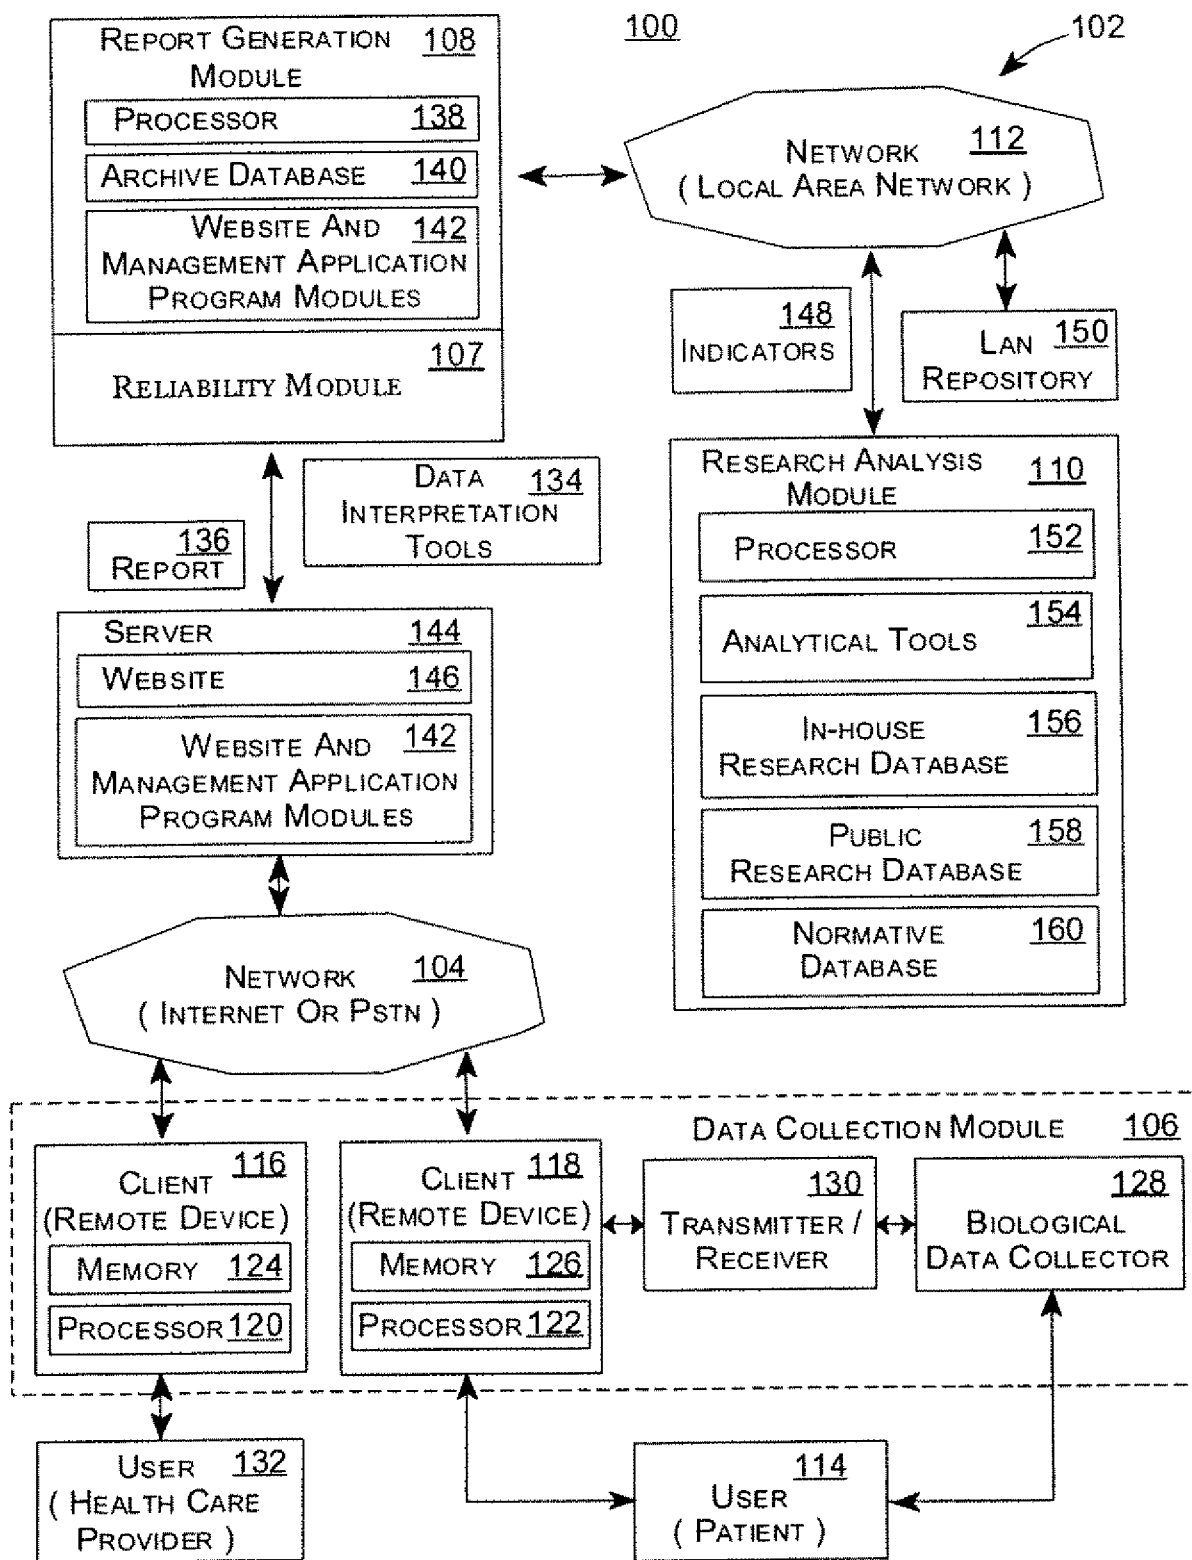 100
102
REPORT GENERATION 108
MODULE
PROCESSOR 138
ARCHIVE DATABASE 140
WEBSITE AND 142
MANAGEMENT APPLICATION
PROGRAM MODULES
107
RELIABILITY MODULE
NETWORK 112
( LOCAL AREA NETWORK )
148
INDICATORS
LAN 150
REPOSITORY
DATA 134
INTERPRETATION
TOOLS
136
REPORT
RESEARCH ANALYSIS
MODULE 110
PROCESSOR 152
ANALYTICAL TOOLS 154
IN-HOUSE 156
RESEARCH DATABASE
PUBLIC 158
RESEARCH DATABASE
NORMATIVE 160
DATABASE
SERVER 144
WEBSITE 146
WEBSITE AND 142
MANAGEMENT APPLICATION
PROGRAM MODULES
NETWORK 104
( INTERNET OR PSTN )
DATA COLLECTION MODULE 106
116
CLIENT
(REMOTE DEVICE)
MEMORY 124
PROCESSOR 120
118
CLIENT
(REMOTE DEVICE)
MEMORY 126
PROCESSOR 122
130
TRANSMITTER /
RECEIVER
128
BIOLOGICAL
DATA COLLECTOR
USER 132
( HEALTH CARE
PROVIDER )
114
USER
( PATIENT )